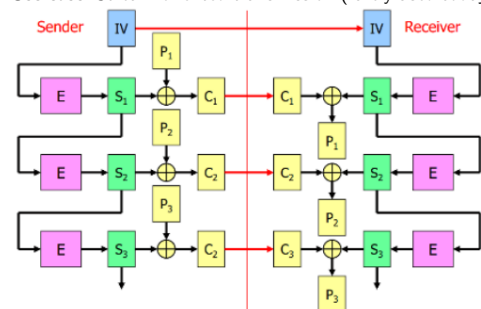 Sender IV IV Receiver
P1
E S1 C1 C1 S1 E
P2 P1
E S2 C2 C2 S2 E
P3 P2
E S3 C2 C3 S3 E
P3